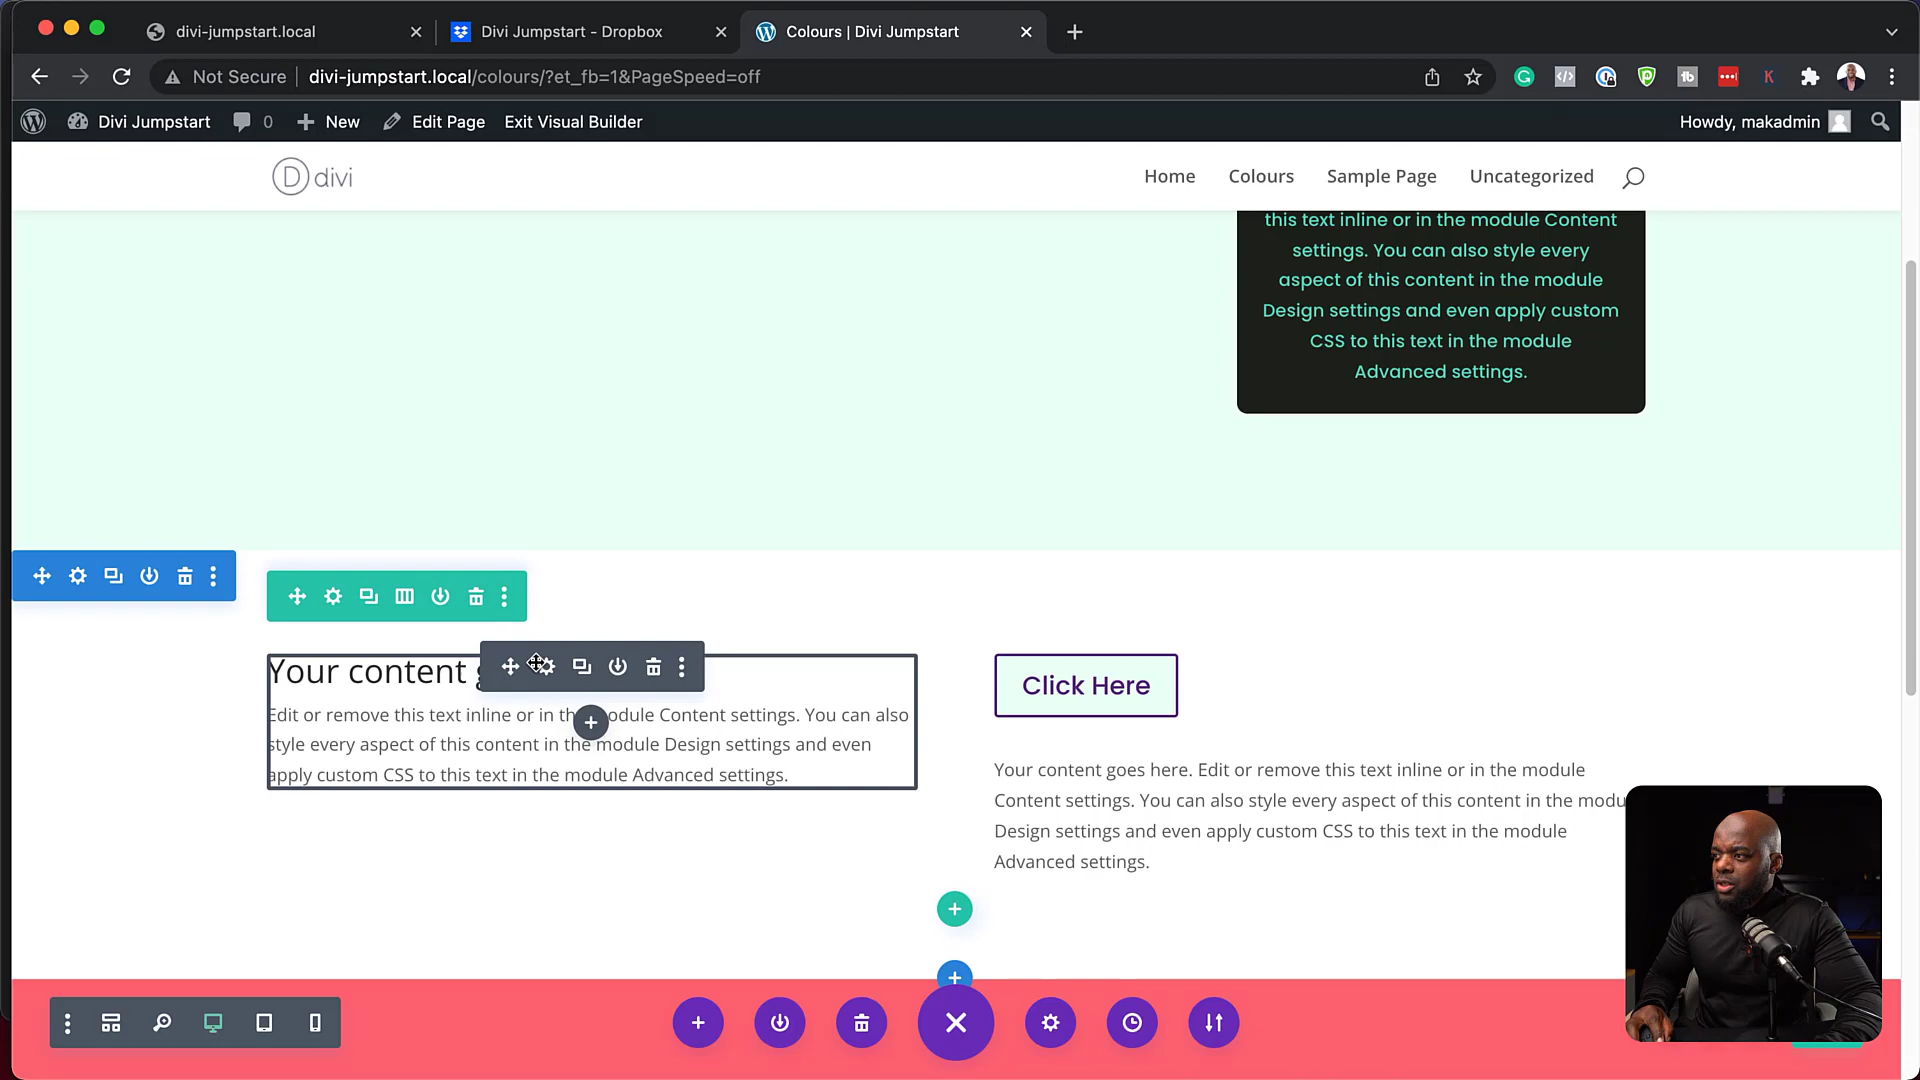 divi-jumpstart.local
Divi Jumpstart - Dropbox
Colours | Divi Jumpstart
Not Secure
divi-jumpstart.local/colours/?et_fb=1&PageSpeed=off
Divi Jumpstart
0
New
Edit Page
Exit Visual Builder
Howdy, makadmin
D divi
Home
Colours
Sample Page
Uncategorized
this text inline or in the module Content
settings. You can also style every
aspect of this content in the module
Design settings and even apply custom
CSS to this text in the module
Advanced settings.
Your content
Edit or remove this text inline or in th odule Content settings. You can also
style every aspect of this content in the module Design settings and even
apply custom CSS to this text in the module Advanced settings.
Click Here
Your content goes here. Edit or remove this text inline or in the module
Content settings. You can also style every aspect of this content in the modu
Design settings and even apply custom CSS to this text in the module
Advanced settings.